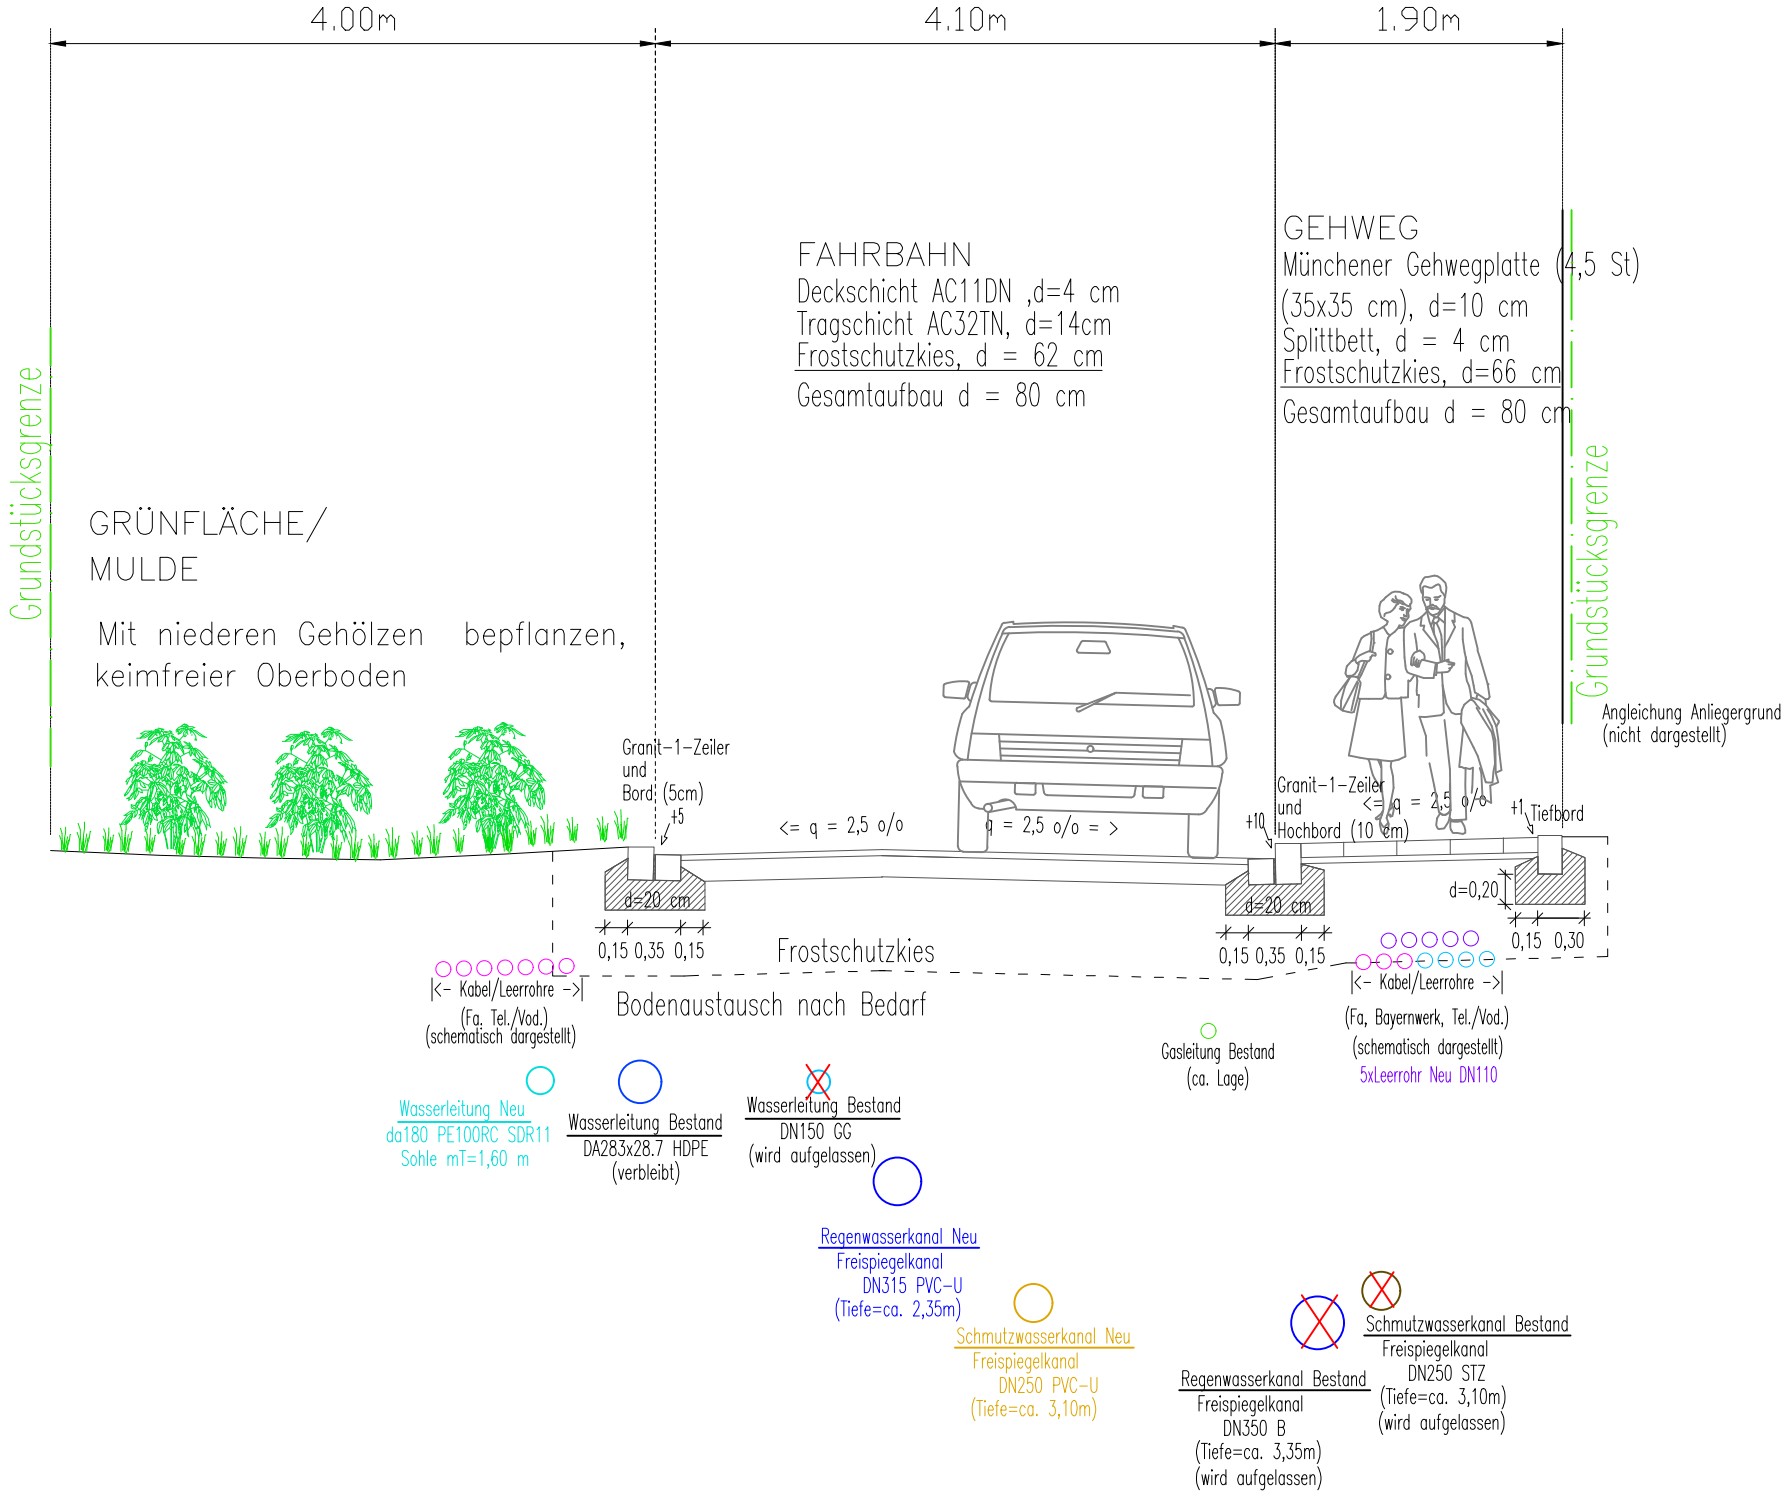 4.00m
4.10m
1.90m
Grundstücksgrenze
GRÜNFLÄCHE/
MULDE
Mit niederen Gehölzen bepflanzen,
keimfreier Oberboden
FAHRBAHN
Deckschicht AC11DN ,d=4 cm
Tragschicht AC32TN, d=14cm
Frostschutzkies, d = 62 cm
Gesamtaufbau d = 80 cm
GEHWEG
Münchener Gehwegplatte (4,5 St)
(35x35 cm), d=10 cm
Splittbett, d = 4 cm
Frostschutzkies, d=66 cm
Gesamtaufbau d = 80 cm
Grundstücksgrenze
Angleichung Anliegergrund
(nicht dargestellt)
Granit-1-Zeiler
und
Bord (5cm)
+5
<= q = 2,5 o/o
q = 2,5 o/o = >
+10
Granit-1-Zeiler
und
Hochbord (10 cm)
<= q = 2,5 o/o
+1
Tiefbord
d=20 cm
0,15 0,35 0,15
d=20 cm
0,15 0,35 0,15
d=0,20
0,15 0,30
Frostschutzkies
Bodenaustausch nach Bedarf
|<- Kabel/Leerrohre ->|
(Fa. Tel./Vod.)
(schematisch dargestellt)
|<- Kabel/Leerrohre ->|
(Fa, Bayernwerk, Tel./Vod.)
(schematisch dargestellt)
5xLeerrohr Neu DN110
Gasleitung Bestand
(ca. Lage)
Wasserleitung Neu
da180 PE100RC SDR11
Sohle mT=1,60 m
Wasserleitung Bestand
DA283x28.7 HDPE
(verbleibt)
Wasserleitung Bestand
DN150 GG
(wird aufgelassen)
Regenwasserkanal Neu
Freispiegelkanal
DN315 PVC-U
(Tiefe=ca. 2,35m)
Schmutzwasserkanal Neu
Freispiegelkanal
DN250 PVC-U
(Tiefe=ca. 3,10m)
Regenwasserkanal Bestand
Freispiegelkanal
DN350 B
(Tiefe=ca. 3,35m)
(wird aufgelassen)
Schmutzwasserkanal Bestand
Freispiegelkanal
DN250 STZ
(Tiefe=ca. 3,10m)
(wird aufgelassen)